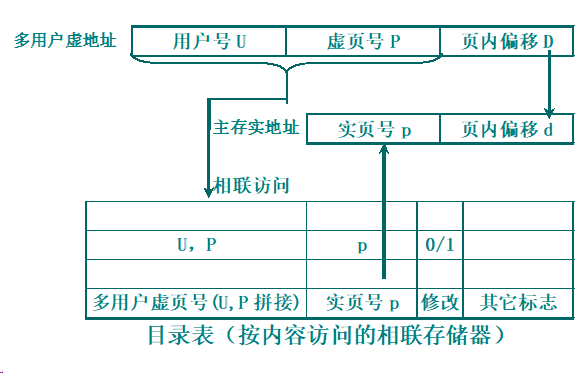 多用户虚地址 用户号 U 虚页号 P 页内偏移 D
主存实地址 实页号 p 页内偏移 d
相联访问
U，P p 0/1
多用户虚页号(U,P 拼接) 实页号 p 修改 其它标志
目录表（按内容访问的相联存储器）